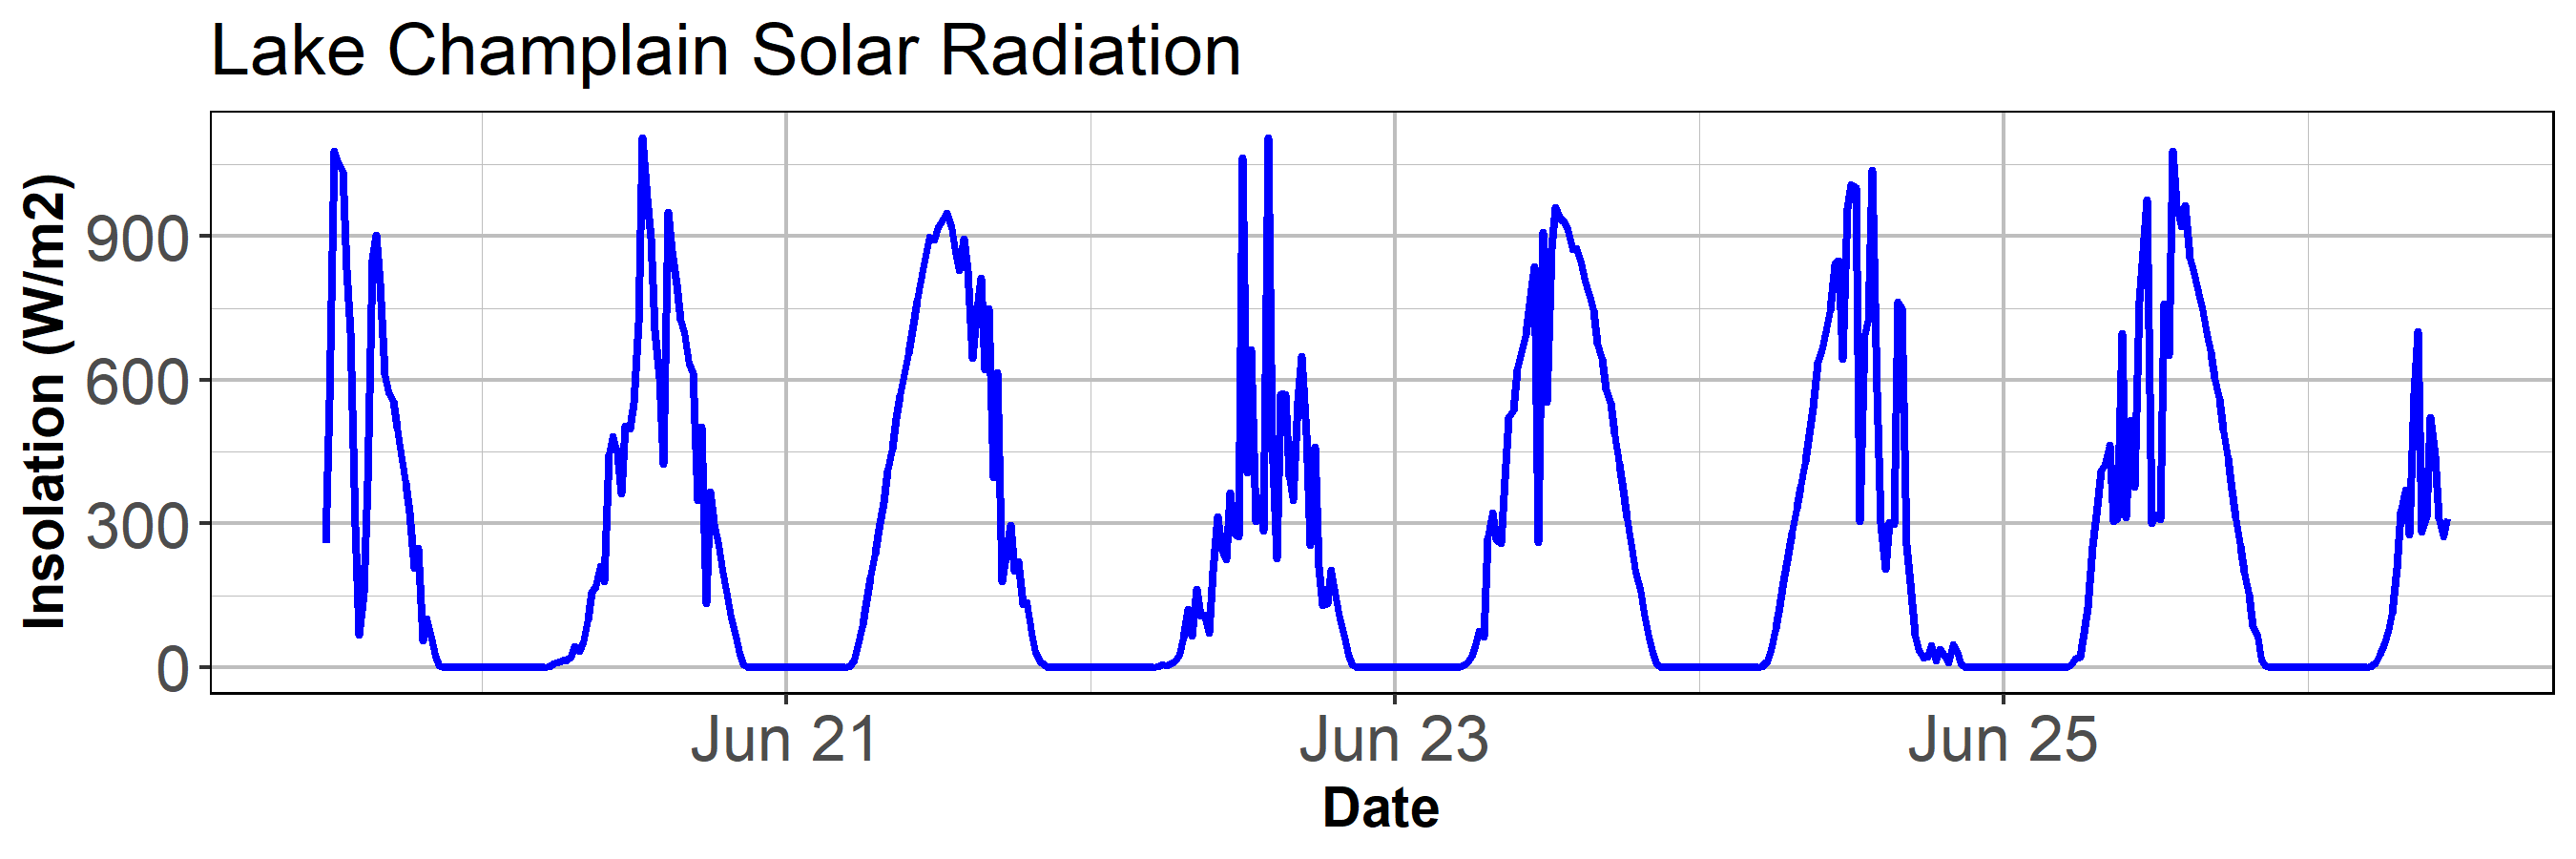 Lake Champlain Solar Radiation
Insolation (W/m2)
900
600
300
0
Jun 21
Jun 23
Jun 25
Date